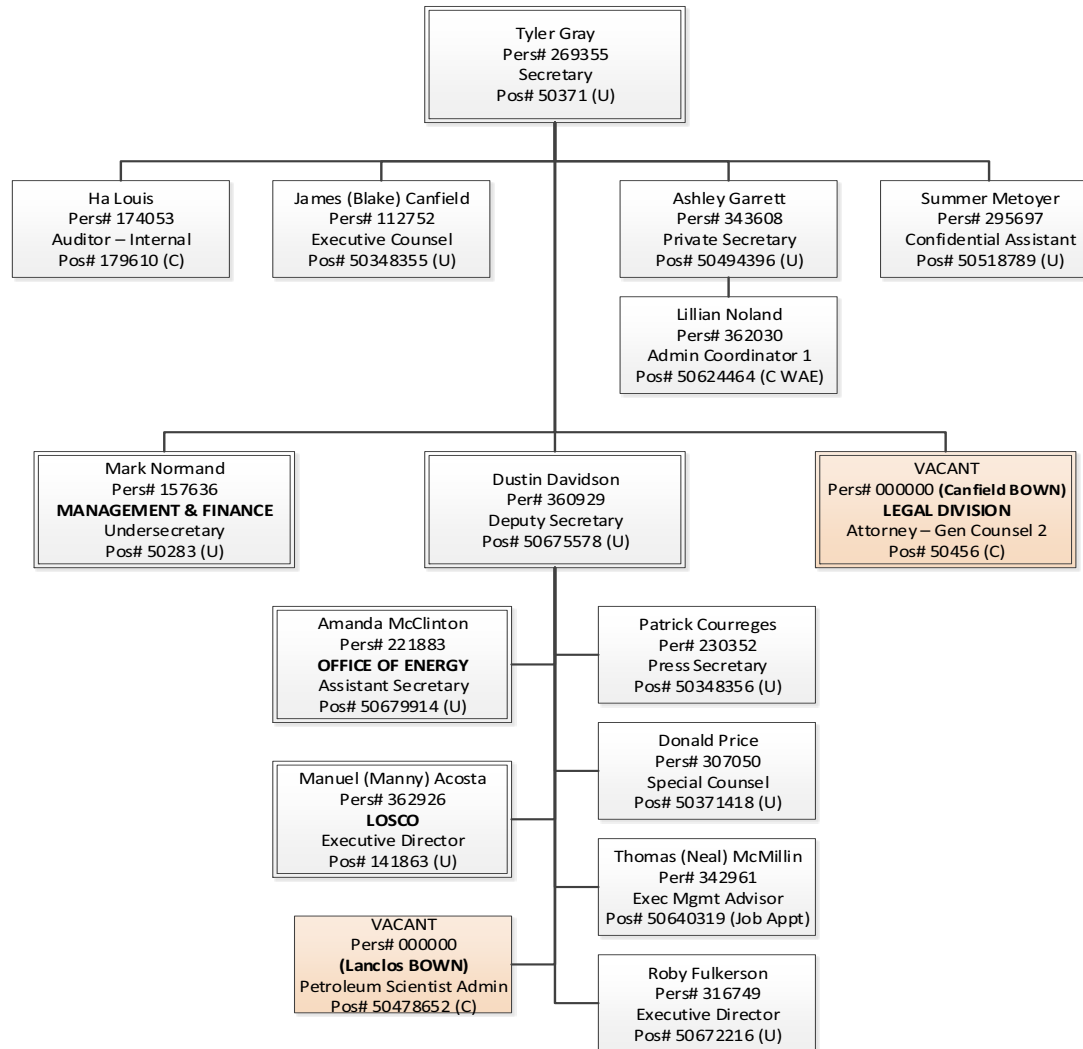 Tyler Gray
Pers# 269355
Secretary
Pos# 50371 (U)
Ha Louis
Pers# 174053
Auditor – Internal
Pos# 179610 (C)
James (Blake) Canfield
Pers# 112752
Executive Counsel
Pos# 50348355 (U)
Ashley Garrett
Pers# 343608
Private Secretary
Pos# 50494396 (U)
Summer Metoyer
Pers# 295697
Confidential Assistant
Pos# 50518789 (U)
Lillian Noland
Pers# 362030
Admin Coordinator 1
Pos# 50624464 (C WAE)
Mark Normand
Pers# 157636
MANAGEMENT & FINANCE
Undersecretary
Pos# 50283 (U)
Dustin Davidson
Per# 360929
Deputy Secretary
Pos# 50675578 (U)
VACANT
Pers# 000000 (Canfield BOWN)
LEGAL DIVISION
Attorney – Gen Counsel 2
Pos# 50456 (C)
Amanda McClinton
Pers# 221883
OFFICE OF ENERGY
Assistant Secretary
Pos# 50679914 (U)
Patrick Courreges
Per# 230352
Press Secretary
Pos# 50348356 (U)
Donald Price
Pers# 307050
Special Counsel
Pos# 50371418 (U)
Manuel (Manny) Acosta
Pers# 362926
LOSCO
Executive Director
Pos# 141863 (U)
Thomas (Neal) McMillin
Per# 342961
Exec Mgmt Advisor
Pos# 50640319 (Job Appt)
VACANT
Pers# 000000
(Lanclos BOWN)
Petroleum Scientist Admin
Pos# 50478652 (C)
Roby Fulkerson
Pers# 316749
Executive Director
Pos# 50672216 (U)